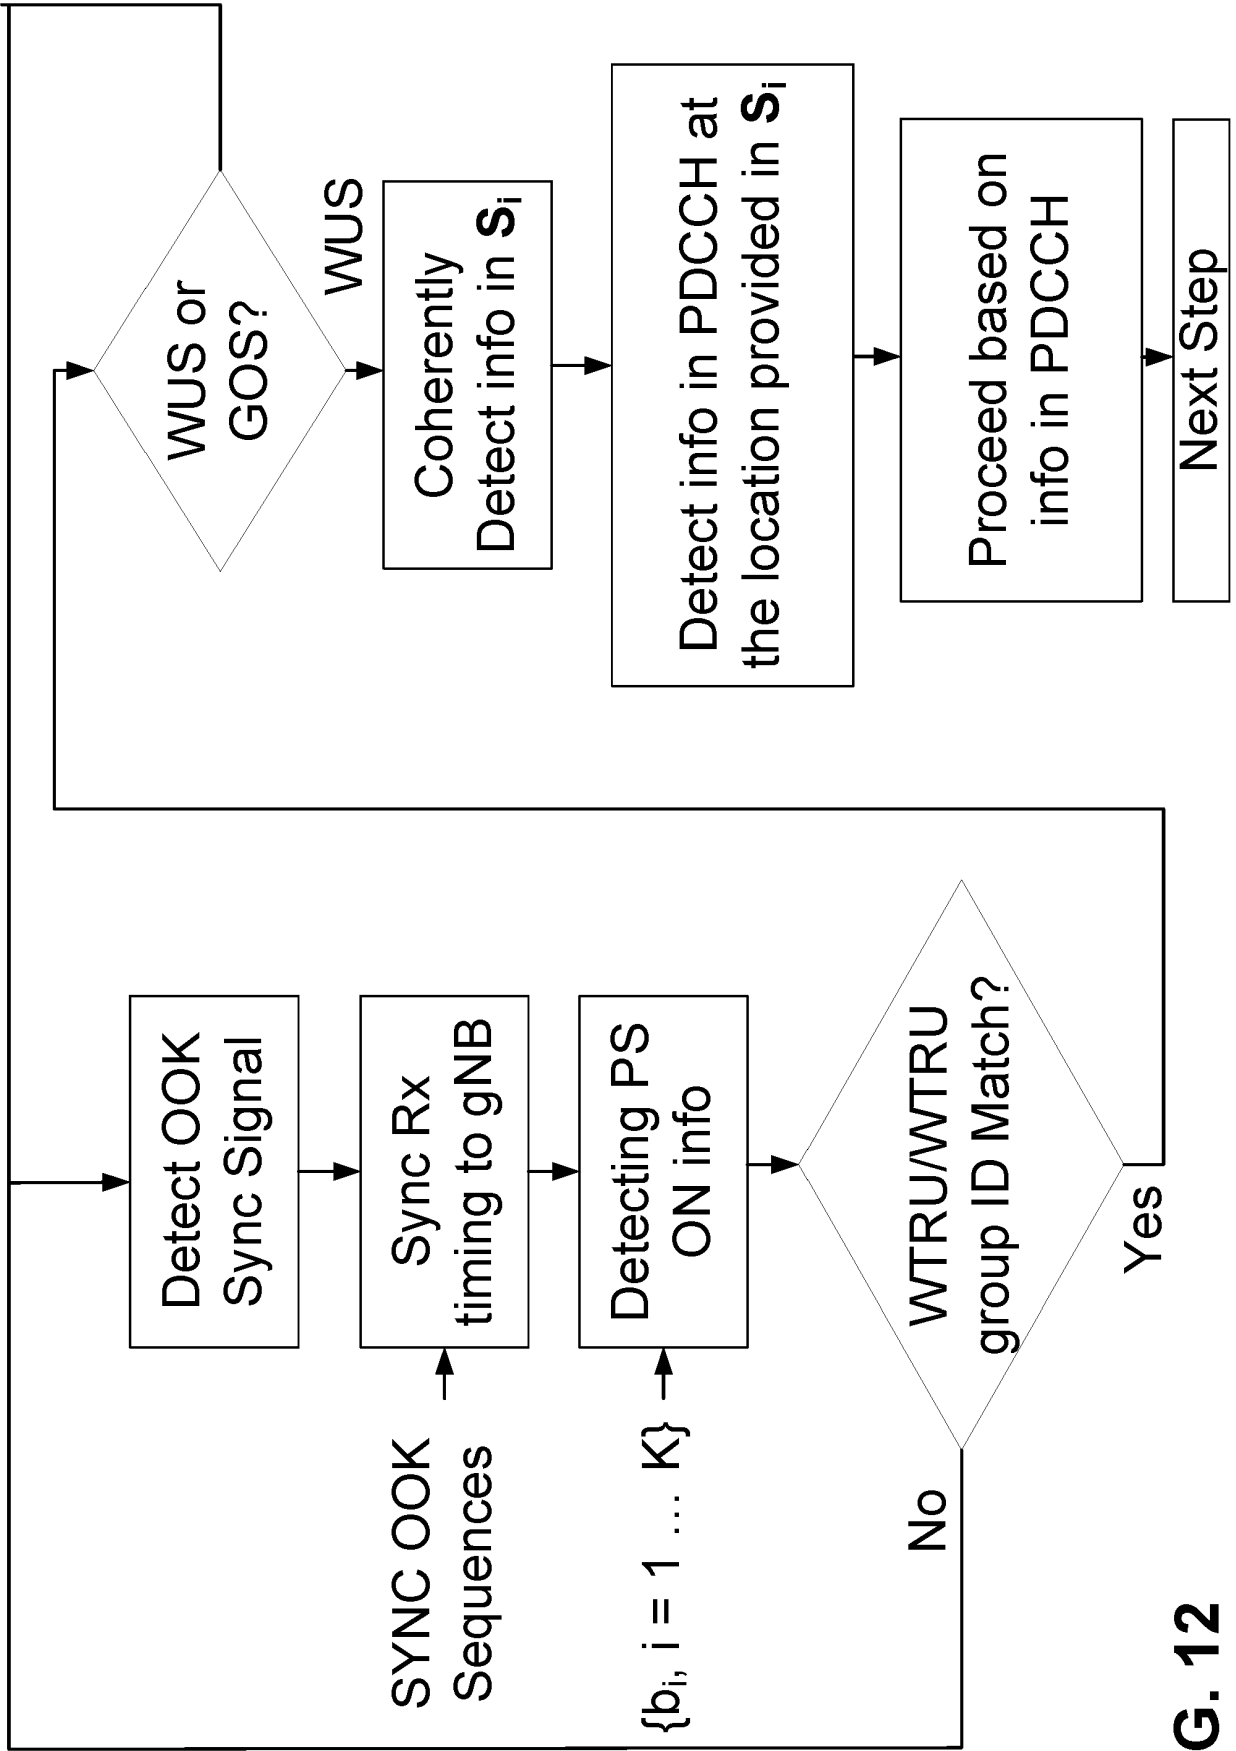 Detect OOK
Sync Signal
SYNC OOK
Sequences
Sync Rx
timing to gNB
{bi, i = 1 … K}
Detecting PS
ON info
WTRU/WTRU
group ID Match?
No
Yes
WUS or
GOS?
WUS
Coherently
Detect info in Si
Detect info in PDCCH at
the location provided in Si
Proceed based on
info in PDCCH
Next Step
G. 12